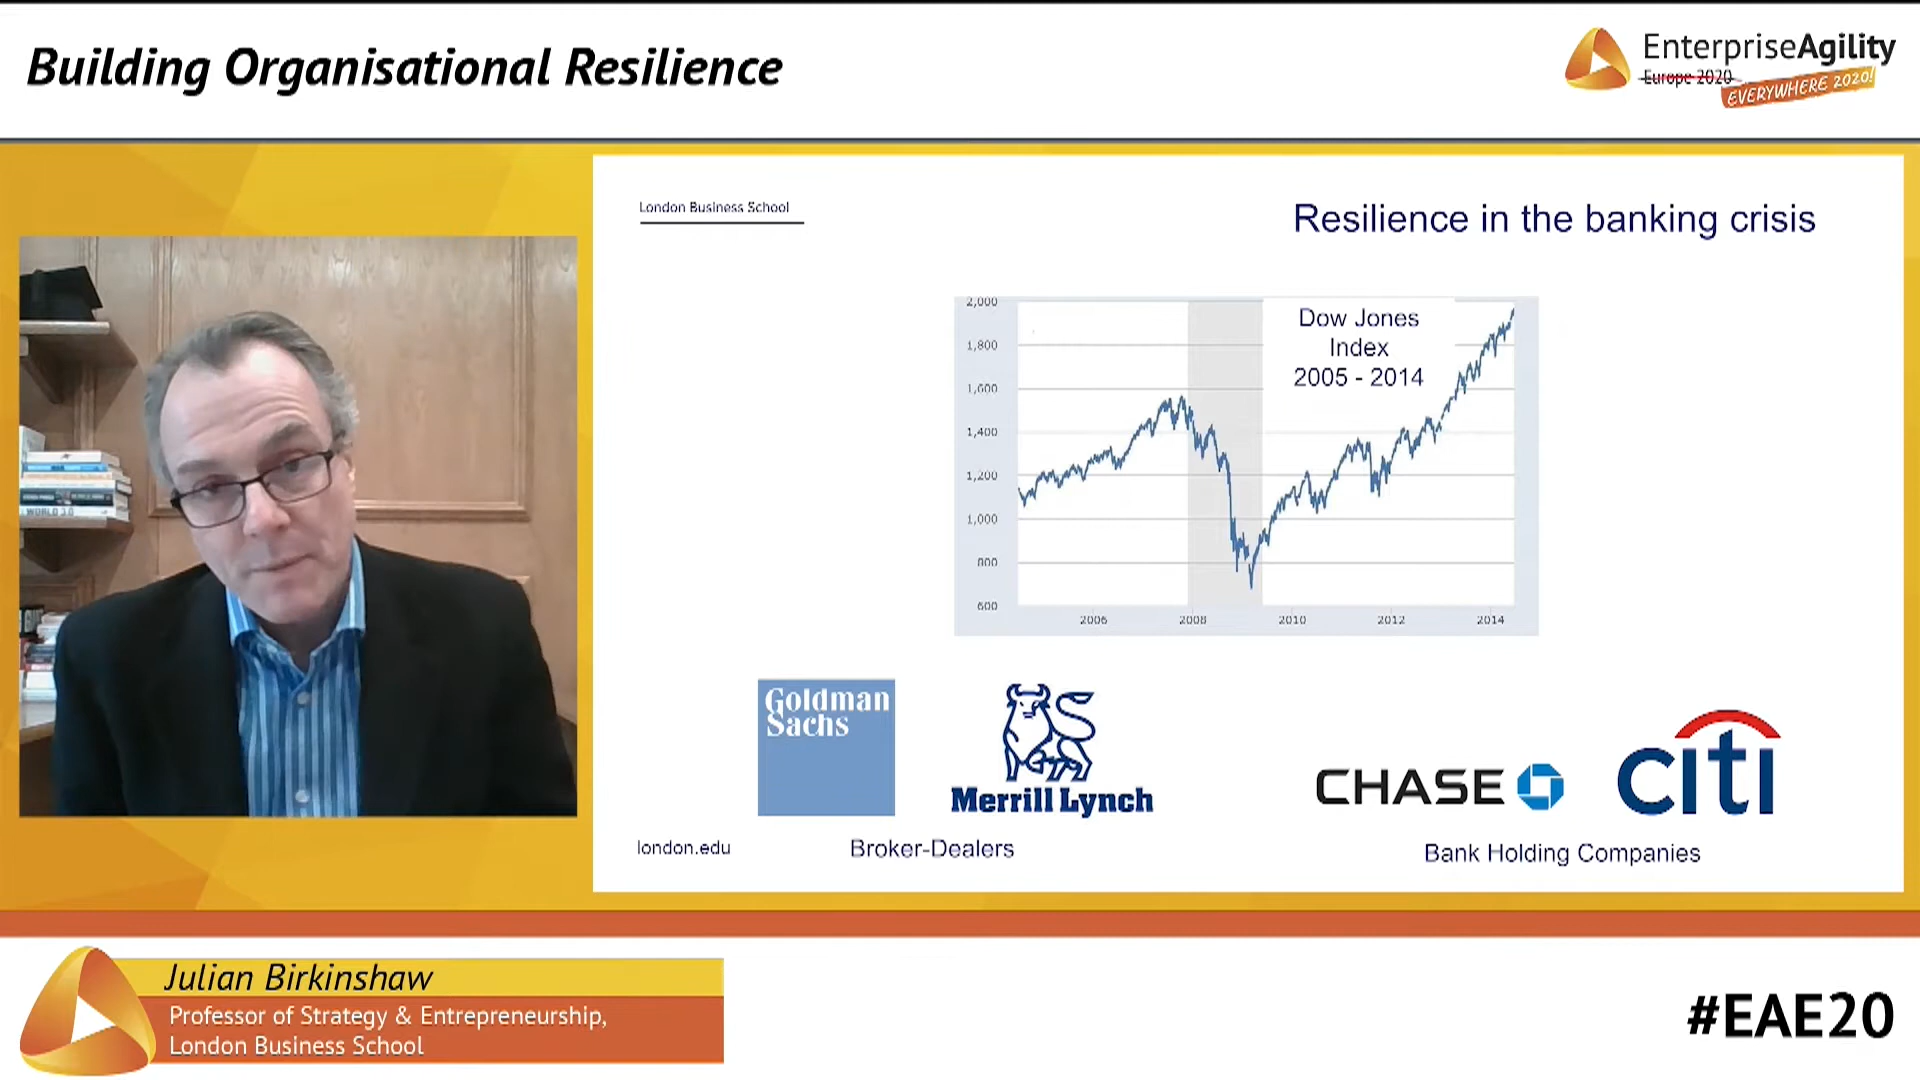 Building Organisational Resilience
EnterpriseAgility
Europe 2020
EVERYWHERE 2020!
London Business School
Resilience in the banking crisis
Dow Jones
Index
2005 - 2014
2,000
1,800
1,600
1,400
1,200
1,000
800
600
2006 2008 2010 2012 2014
WORLD 3.0
Goldman
Sachs
Merrill Lynch
CHASE
citi
london.edu
Broker-Dealers
Bank Holding Companies
Julian Birkinshaw
Professor of Strategy & Entrepreneurship,
London Business School
#EAE20